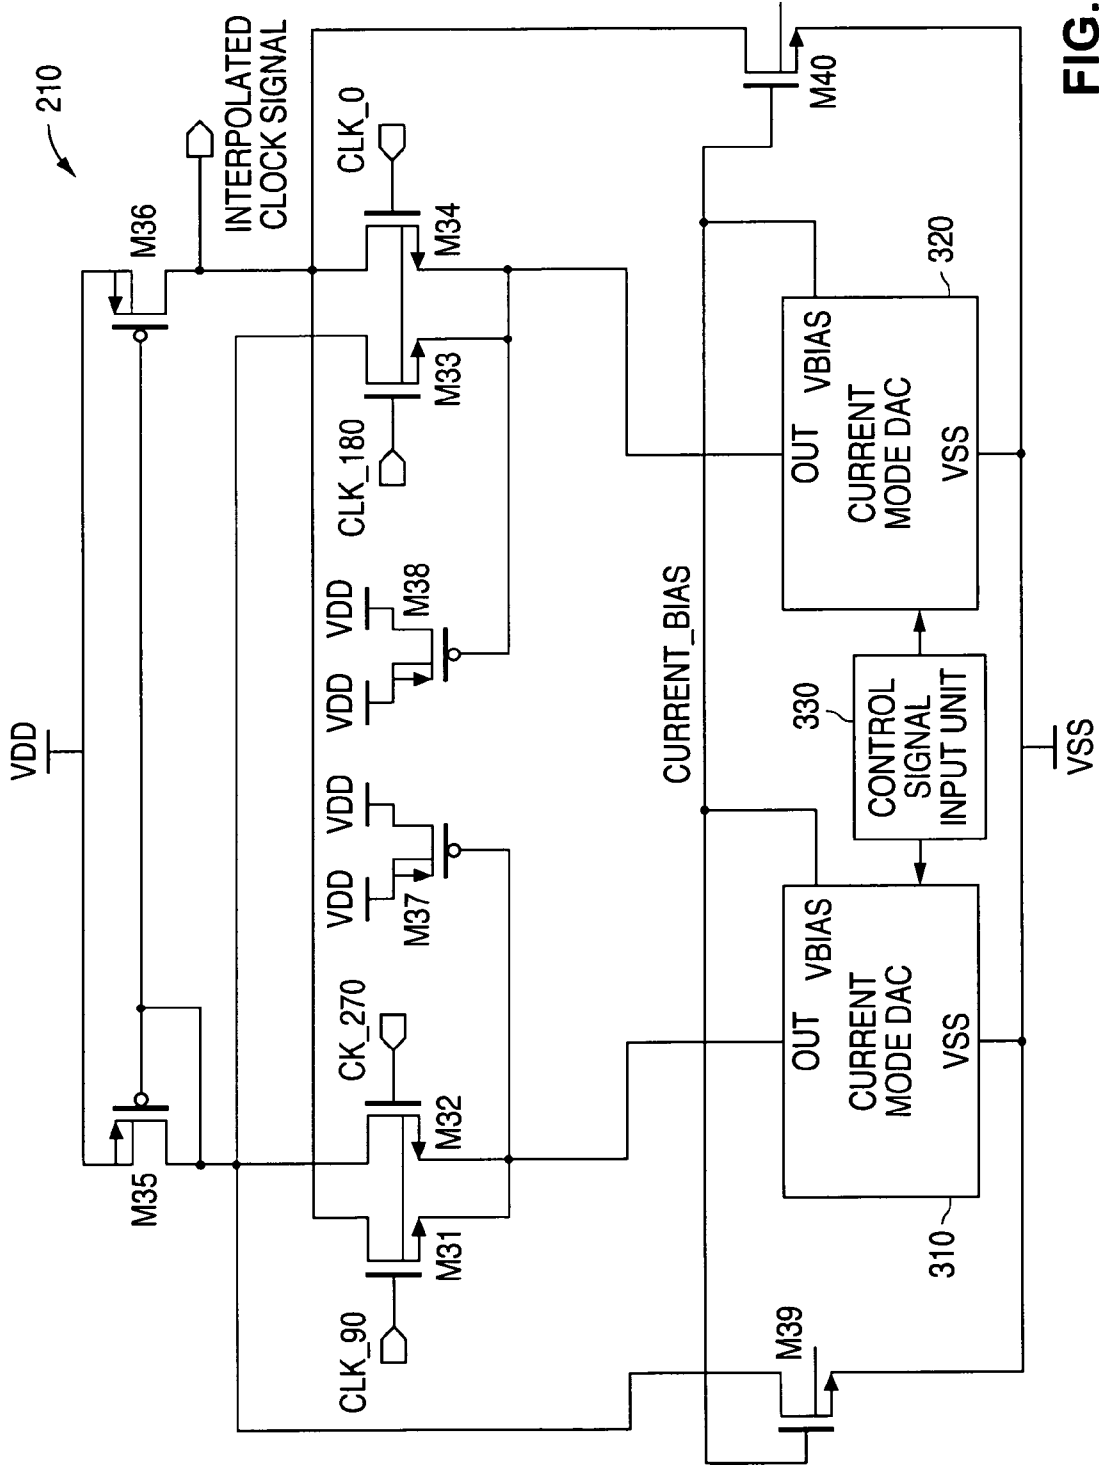 210
VDD
M35
M36
INTERPOLATED
CLOCK SIGNAL
CLK_90
M31
M32
CK_270
VDD
VDD
M37
VDD
VDD
M38
CLK_180
M33
M34
CLK_0
CURRENT_BIAS
M39
M40
OUT
VBIAS
CURRENT
MODE DAC
VSS
310
330
CONTROL
SIGNAL
INPUT UNIT
OUT
VBIAS
CURRENT
MODE DAC
VSS
320
VSS
FIG.